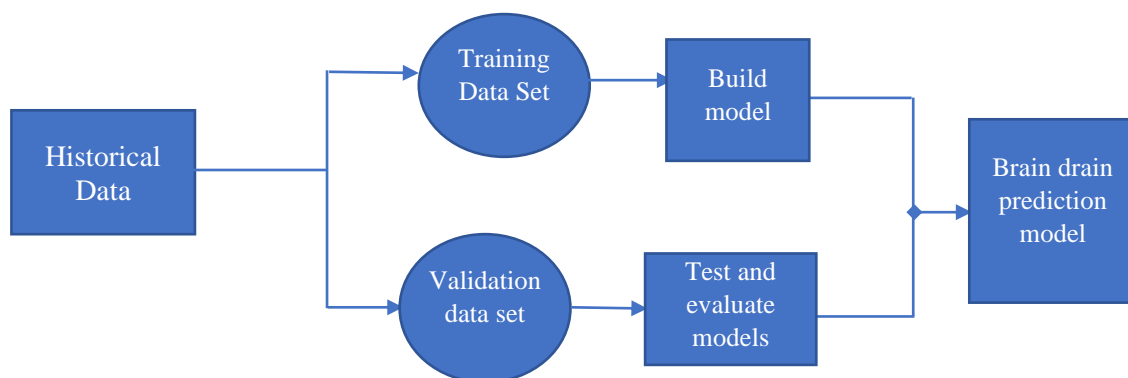 Historical
Data
Training
Data Set
Build
model
Validation
data set
Test and
evaluate
models
Brain drain
prediction
model